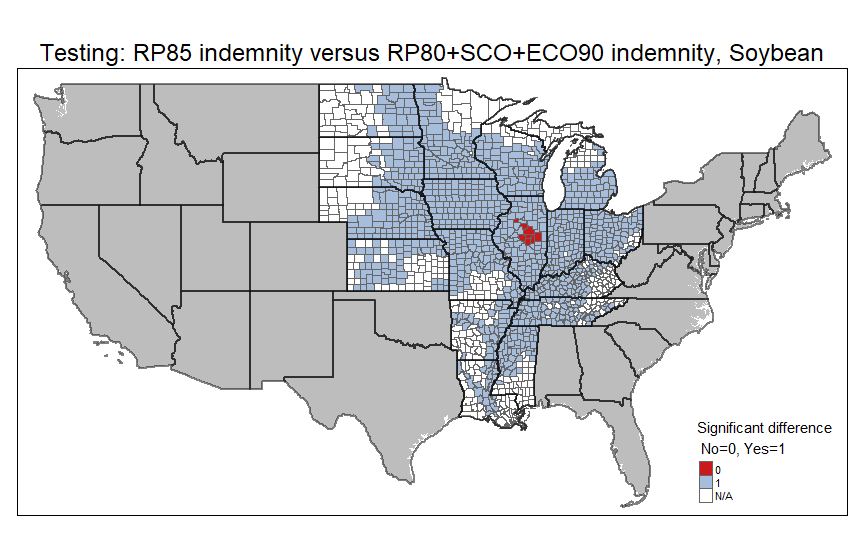 Testing: RP85 indemnity versus RP80+SCO+ECO90 indemnity, Soybean
Significant difference
No=0, Yes=1
0
1
N/A